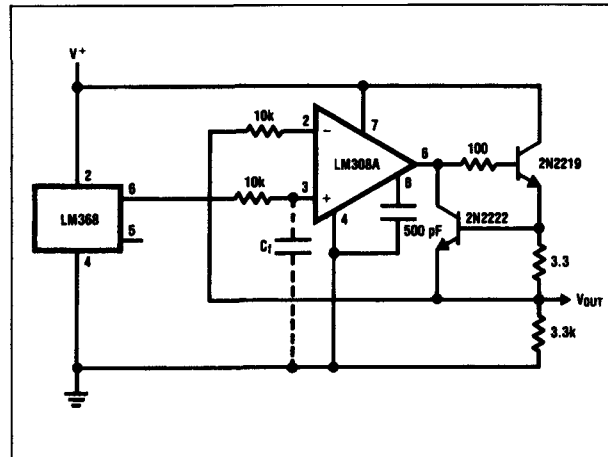 V+
10k
2
7
100
2N2219
LM308A
6
2
6
10k
3
8
2N2222
LM368
5
4
500 pF
3.3
4
Cf
VOUT
3.3k